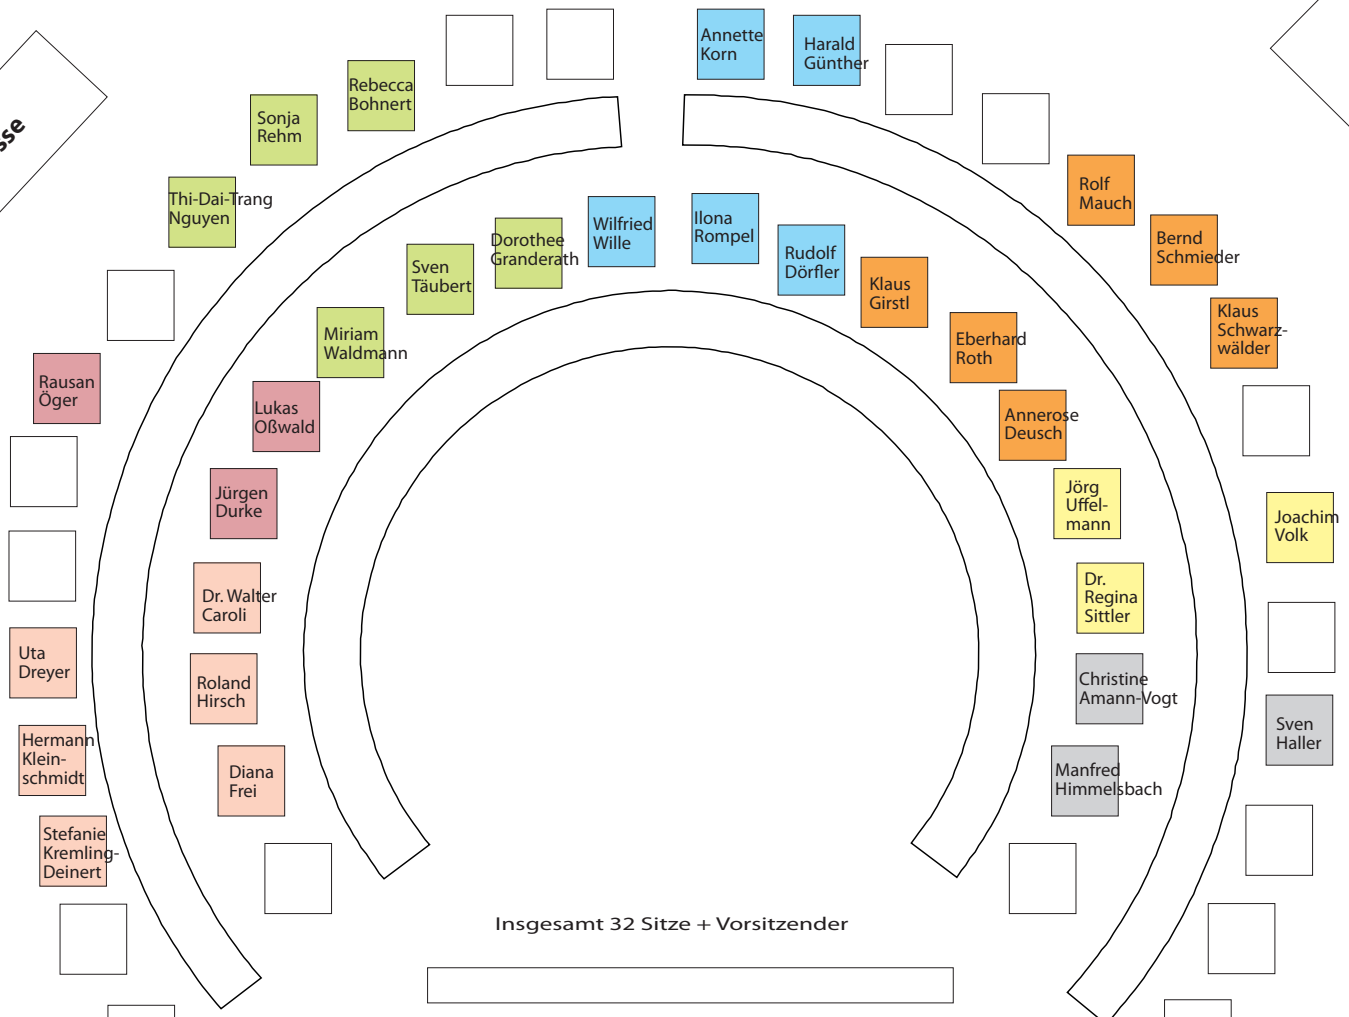 sse
Annette
Korn
Harald
Günther
Rebecca
Bohnert
Sonja
Rehm
Thi-Dai-Trang
Nguyen
Rolf
Mauch
Bernd
Schmieder
Klaus
Schwarz-
wälder
Wilfried
Wille
Ilona
Rompel
Dorothee
Granderath
Rudolf
Dörfler
Sven
Täubert
Klaus
Girstl
Miriam
Waldmann
Eberhard
Roth
Rausan
Öger
Lukas
Oßwald
Annerose
Deusch
Jürgen
Durke
Jörg
Uffel-
mann
Joachim
Volk
Dr. Walter
Caroli
Dr.
Regina
Sittler
Uta
Dreyer
Roland
Hirsch
Christine
Amann-Vogt
Hermann
Klein-
schmidt
Sven
Haller
Diana
Frei
Manfred
Himmelsbach
Stefanie
Kremling-
Deinert
Insgesamt 32 Sitze + Vorsitzender